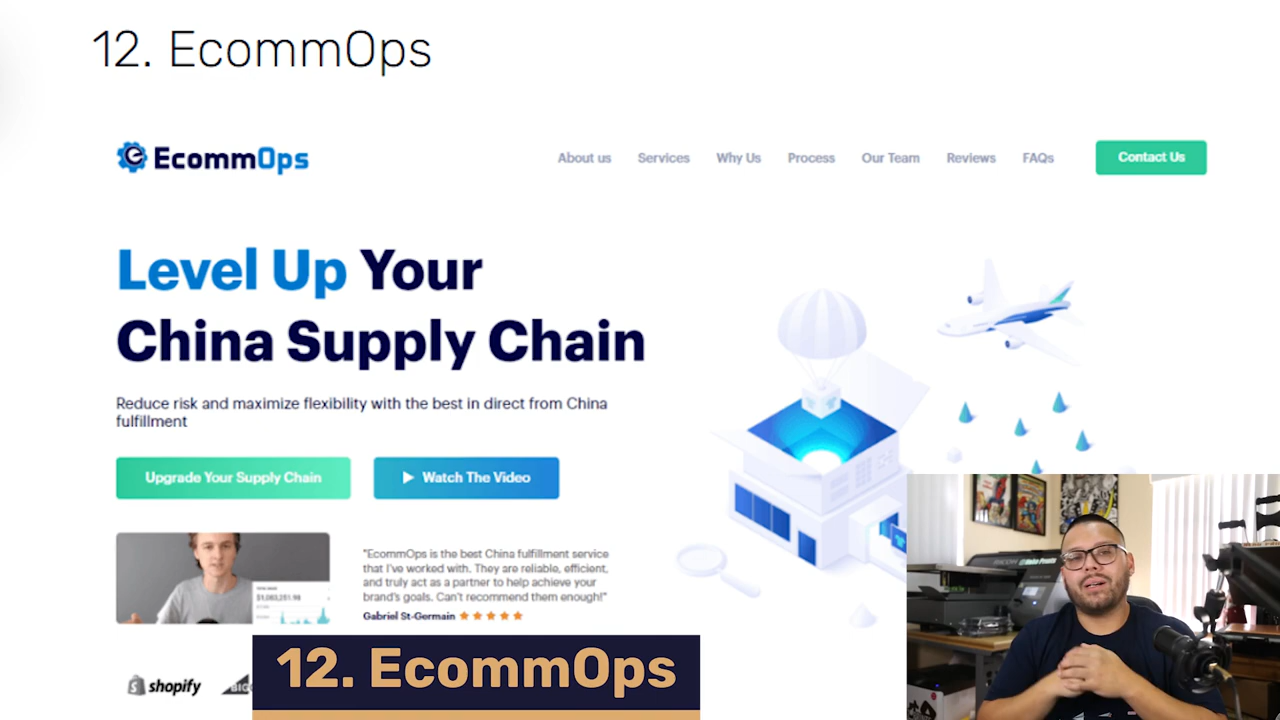 12. EcommOps
EcommOps
About us Services Why Us Process Our Team Reviews FAQs Contact Us
Level Up Your
China Supply Chain
Reduce risk and maximize flexibility with the best in direct from China
fulfillment
Upgrade Your Supply Chain
Watch The Video
"EcommOps is the best China fulfillment service
that I've worked with. They are reliable, efficient,
and truly act as a partner to help achieve your
brand's goals. Can't recommend them enough!"
Gabriel St-Germain
shopify
12. EcommOps